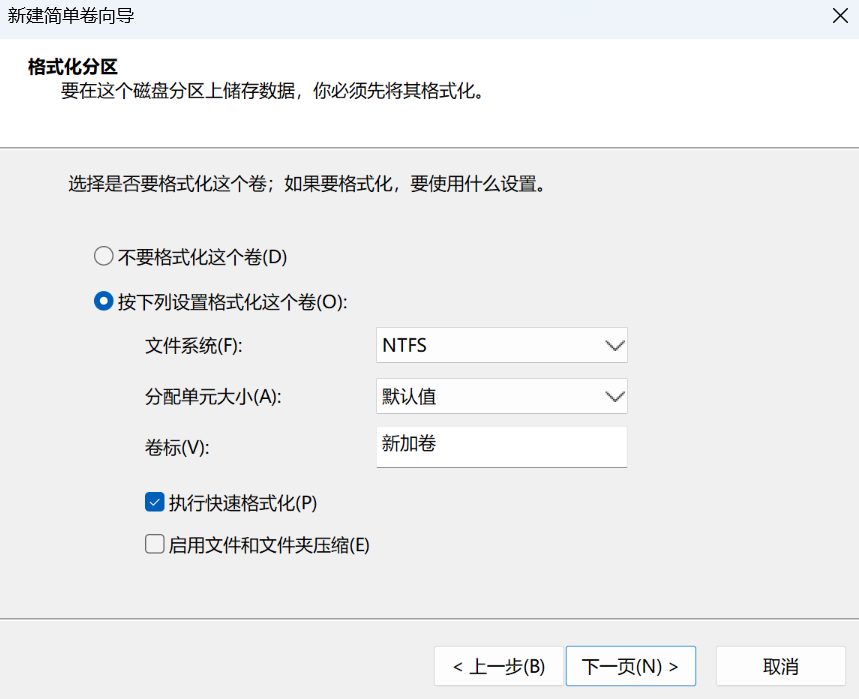 新建简单卷向导
格式化分区
要在这个磁盘分区上储存数据，你必须先将其格式化。
选择是否要格式化这个卷；如果要格式化，要使用什么设置。
不要格式化这个卷(D)
按下列设置格式化这个卷(O):
文件系统(F): NTFS
分配单元大小(A): 默认值
卷标(V): 新加卷
执行快速格式化(P)
启用文件和文件夹压缩(E)
< 上一步(B) 下一页(N) > 取消